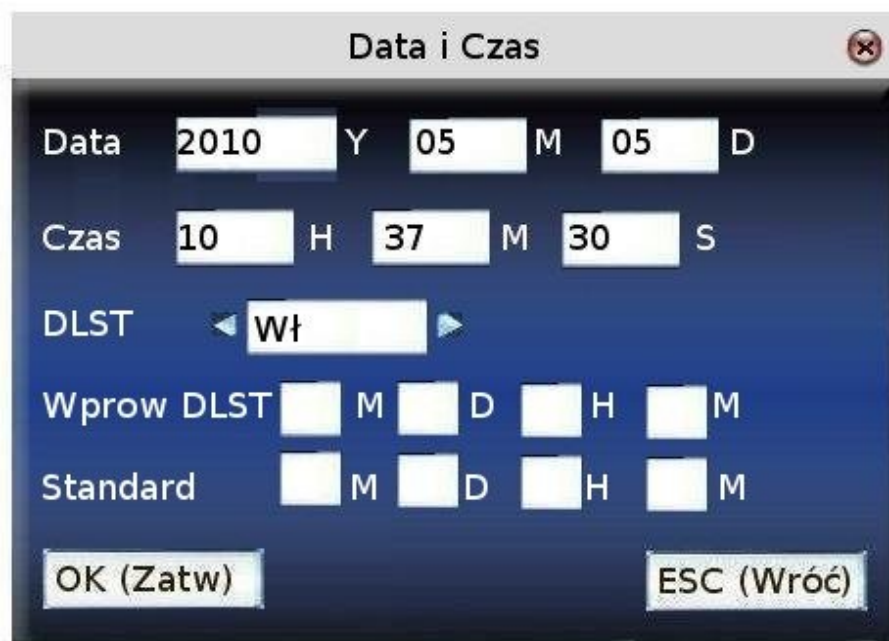 Data i Czas
Data 2010 Y 05 M 05 D
Czas 10 H 37 M 30 S
DLST Wł
Wprow DLST M D H M
Standard M D H M
OK (Zatw) ESC (Wróć)